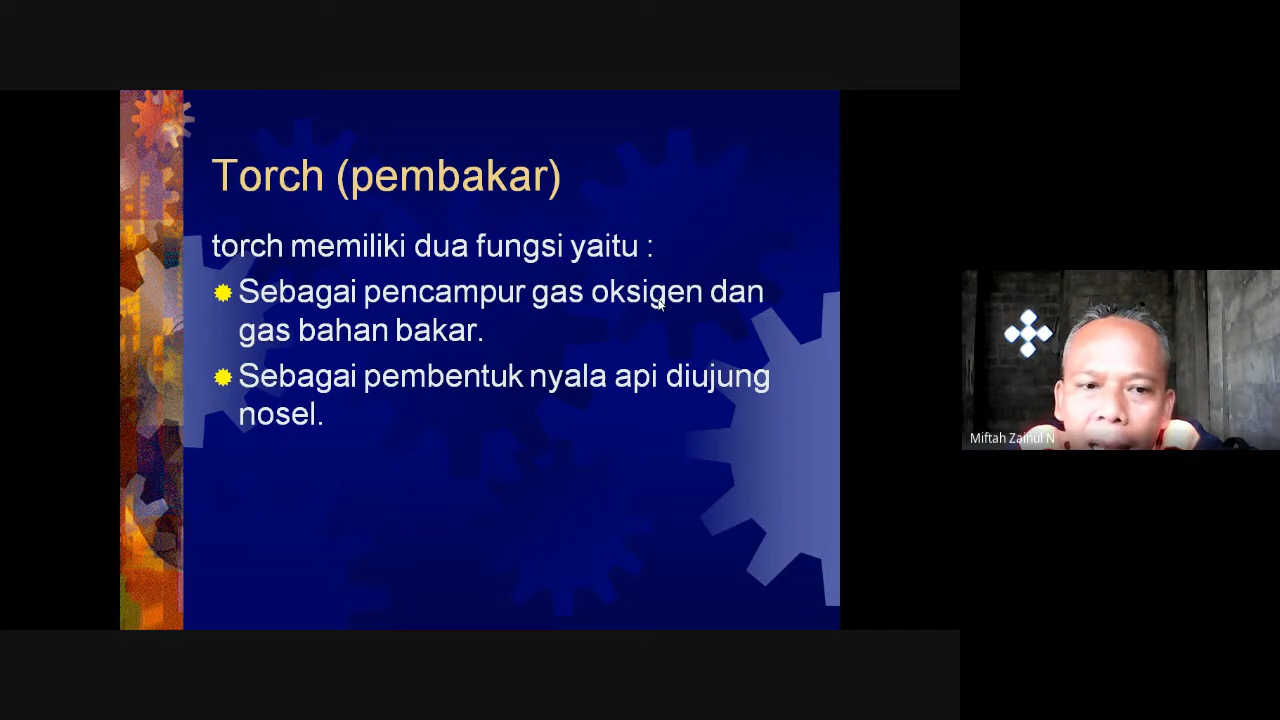 Torch (pembakar)
torch memiliki dua fungsi yaitu :
Sebagai pencampur gas oksigen dan
gas bahan bakar.
Sebagai pembentuk nyala api diujung
nosel.
Miftah Zainul N